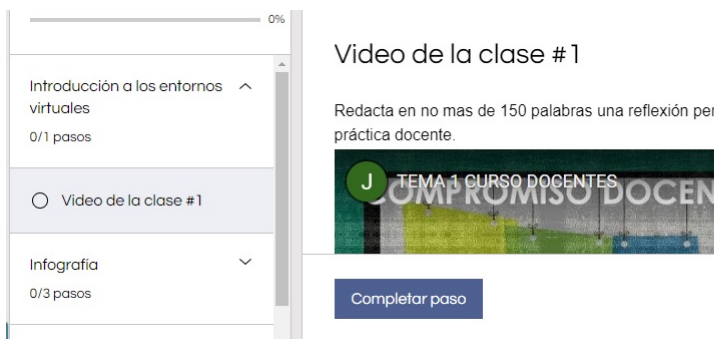 0%
Introducción a los entornos
virtuales
0/1 pasos
Video de la clase #1
Infografía
0/3 pasos
Video de la clase #1
Redacta en no mas de 150 palabras una reflexión per
práctica docente.
J
TEMA 1 CURSO DOCENTES
COMPROMISO DOCEN
Completar paso